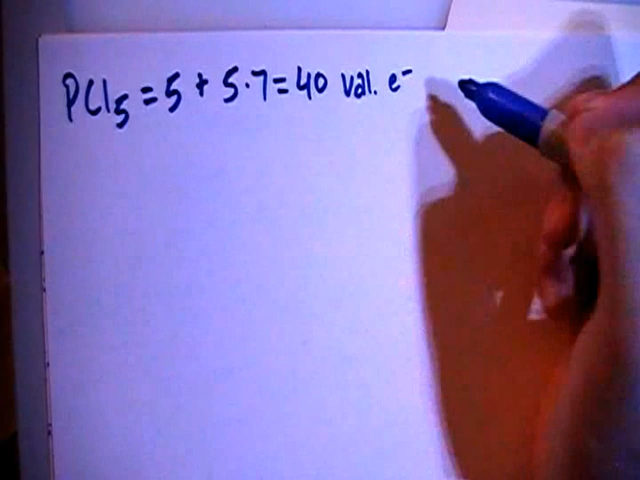 PCl₅ = 5 + 5·7 = 40 val. e⁻